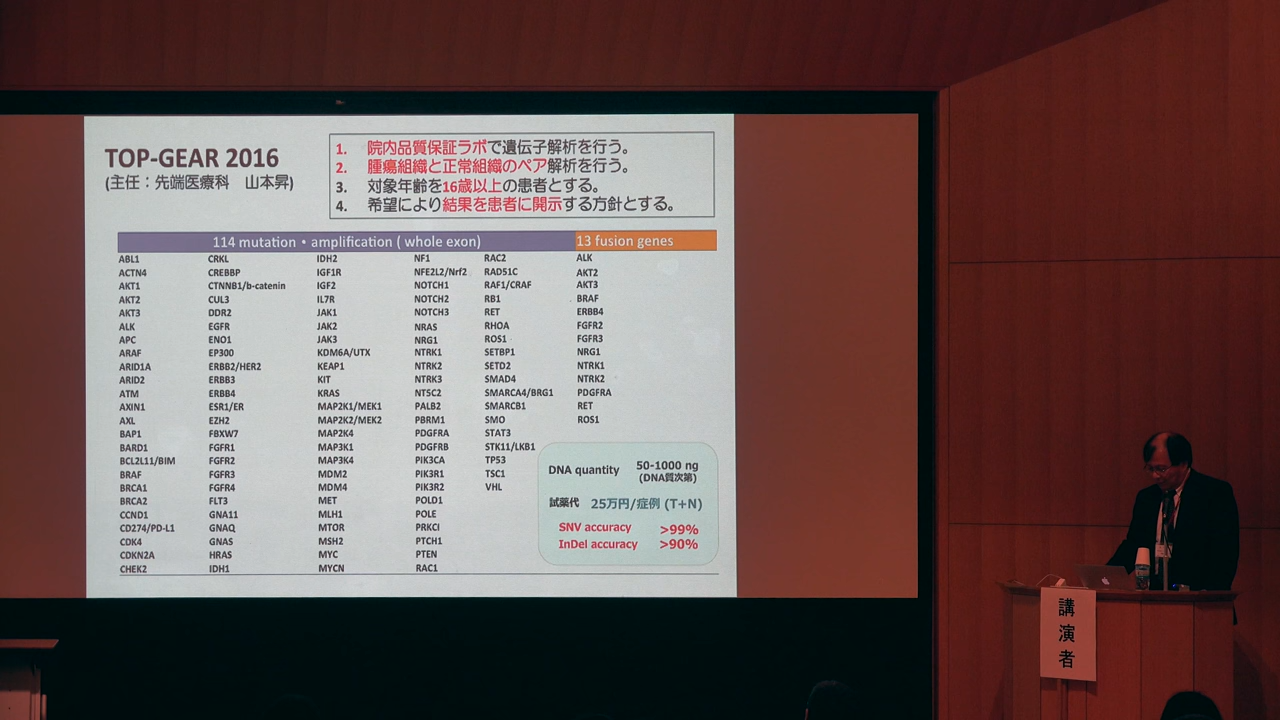 TOP-GEAR 2016
(主任：先端医療科　山本昇)
1. 院内品質保証ラボで遺伝子解析を行う。
2. 腫瘍組織と正常組織のペア解析を行う。
3. 対象年齢を16歳以上の患者とする。
4. 希望により結果を患者に開示する方針とする。
114 mutation・amplification ( whole exon) 13 fusion genes
ABL1 CRKL IDH2 NF1 RAC2 ALK
ACTN4 CREBBP IGF1R NFE2L2/Nrf2 RAD51C AKT2
AKT1 CTNNB1/b-catenin IGF2 NOTCH1 RAF1/CRAF AKT3
AKT2 CUL3 IL7R NOTCH2 RB1 BRAF
AKT3 DDR2 JAK1 NOTCH3 RET ERBB4
ALK EGFR JAK2 NRAS RHOA FGFR2
APC ENO1 JAK3 NRG1 ROS1 FGFR3
ARAF EP300 KDM6A/UTX NTRK1 SETBP1 NRG1
ARID1A ERBB2/HER2 KEAP1 NTRK2 SETD2 NTRK1
ARID2 ERBB3 KIT NTRK3 SMAD4 NTRK2
ATM ERBB4 KRAS NT5C2 SMARCA4/BRG1 PDGFRA
AXIN1 ESR1/ER MAP2K1/MEK1 PALB2 SMARCB1 RET
AXL EZH2 MAP2K2/MEK2 PBRM1 SMO ROS1
BAP1 FBXW7 MAP2K4 PDGFRA STAT3
BARD1 FGFR1 MAP3K1 PDGFRB STK11/LKB1
BCL2L11/BIM FGFR2 MAP3K4 PIK3CA TP53
BRAF FGFR3 MDM2 PIK3R1 TSC1
BRCA1 FGFR4 MDM4 PIK3R2 VHL
BRCA2 FLT3 MET POLD1
CCND1 GNA11 MLH1 POLE
CD274/PD-L1 GNAQ MTOR PRKCI
CDK4 GNAS MSH2 PTCH1
CDKN2A HRAS MYC PTEN
CHEK2 IDH1 MYCN RAC1
DNA quantity 50-1000 ng
(DNA質次第)
試薬代 25万円/症例 (T+N)
SNV accuracy >99%
InDel accuracy >90%
講演者